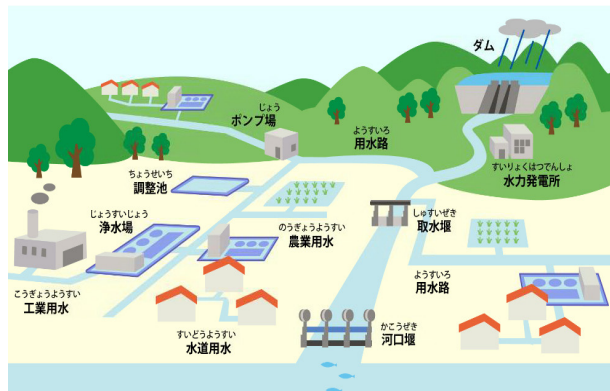 ダム
じょう
ポンプ場
ようすいろ
用水路
すいりょくはつでんしょ
水力発電所
ちょうせいち
調整池
じょうすいじょう
浄水場
のうぎょうようすい
農業用水
しゅすいぜき
取水堰
ようすいろ
用水路
こうぎょうようすい
工業用水
すいどうようすい
水道用水
かこうぜき
河口堰